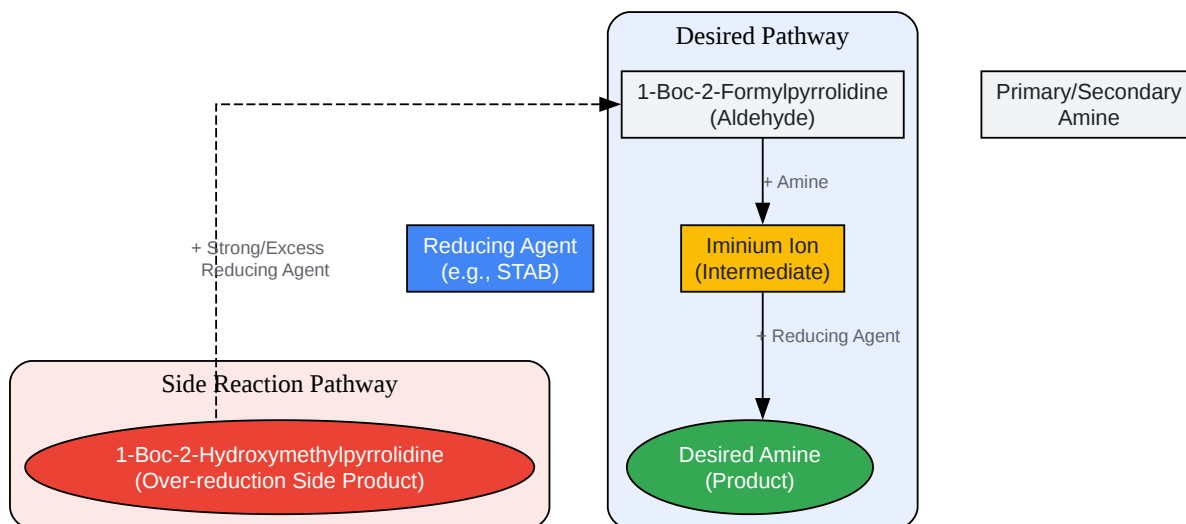 Desired Pathway
1-Boc-2-Formylpyrrolidine
(Aldehyde)
Primary/Secondary
Amine
+ Amine
+ Strong/Excess
Reducing Agent
Reducing Agent
(e.g., STAB)
Iminium Ion
(Intermediate)
+ Reducing Agent
Side Reaction Pathway
1-Boc-2-Hydroxymethylpyrrolidine
(Over-reduction Side Product)
Desired Amine
(Product)